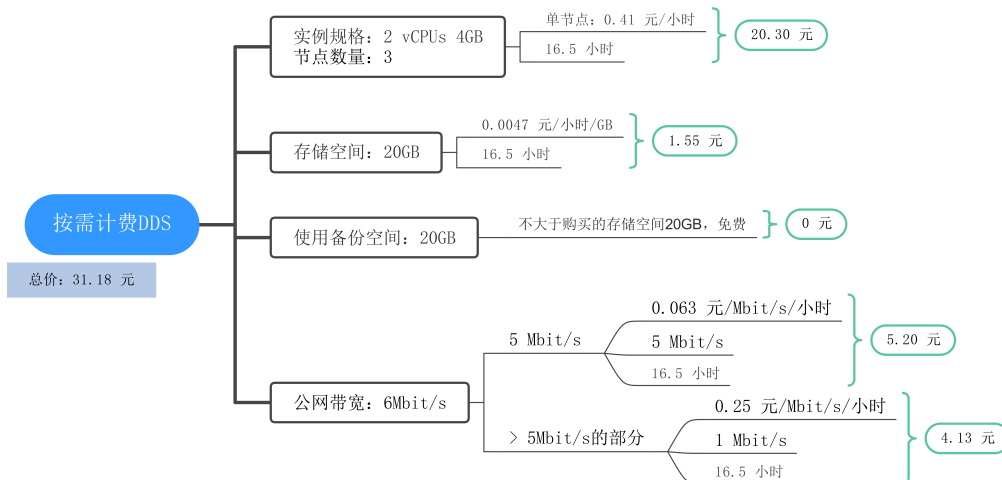 按需计费DDS
总价：31.18 元
实例规格：2 vCPUs 4GB
节点数量：3
单节点：0.41 元/小时
16.5 小时
20.30 元
存储空间：20GB
0.0047 元/小时/GB
16.5 小时
1.55 元
使用备份空间：20GB
不大于购买的存储空间20GB，免费
0 元
公网带宽：6Mbit/s
5 Mbit/s
0.063 元/Mbit/s/小时
5 Mbit/s
16.5 小时
5.20 元
> 5Mbit/s的部分
0.25 元/Mbit/s/小时
1 Mbit/s
16.5 小时
4.13 元